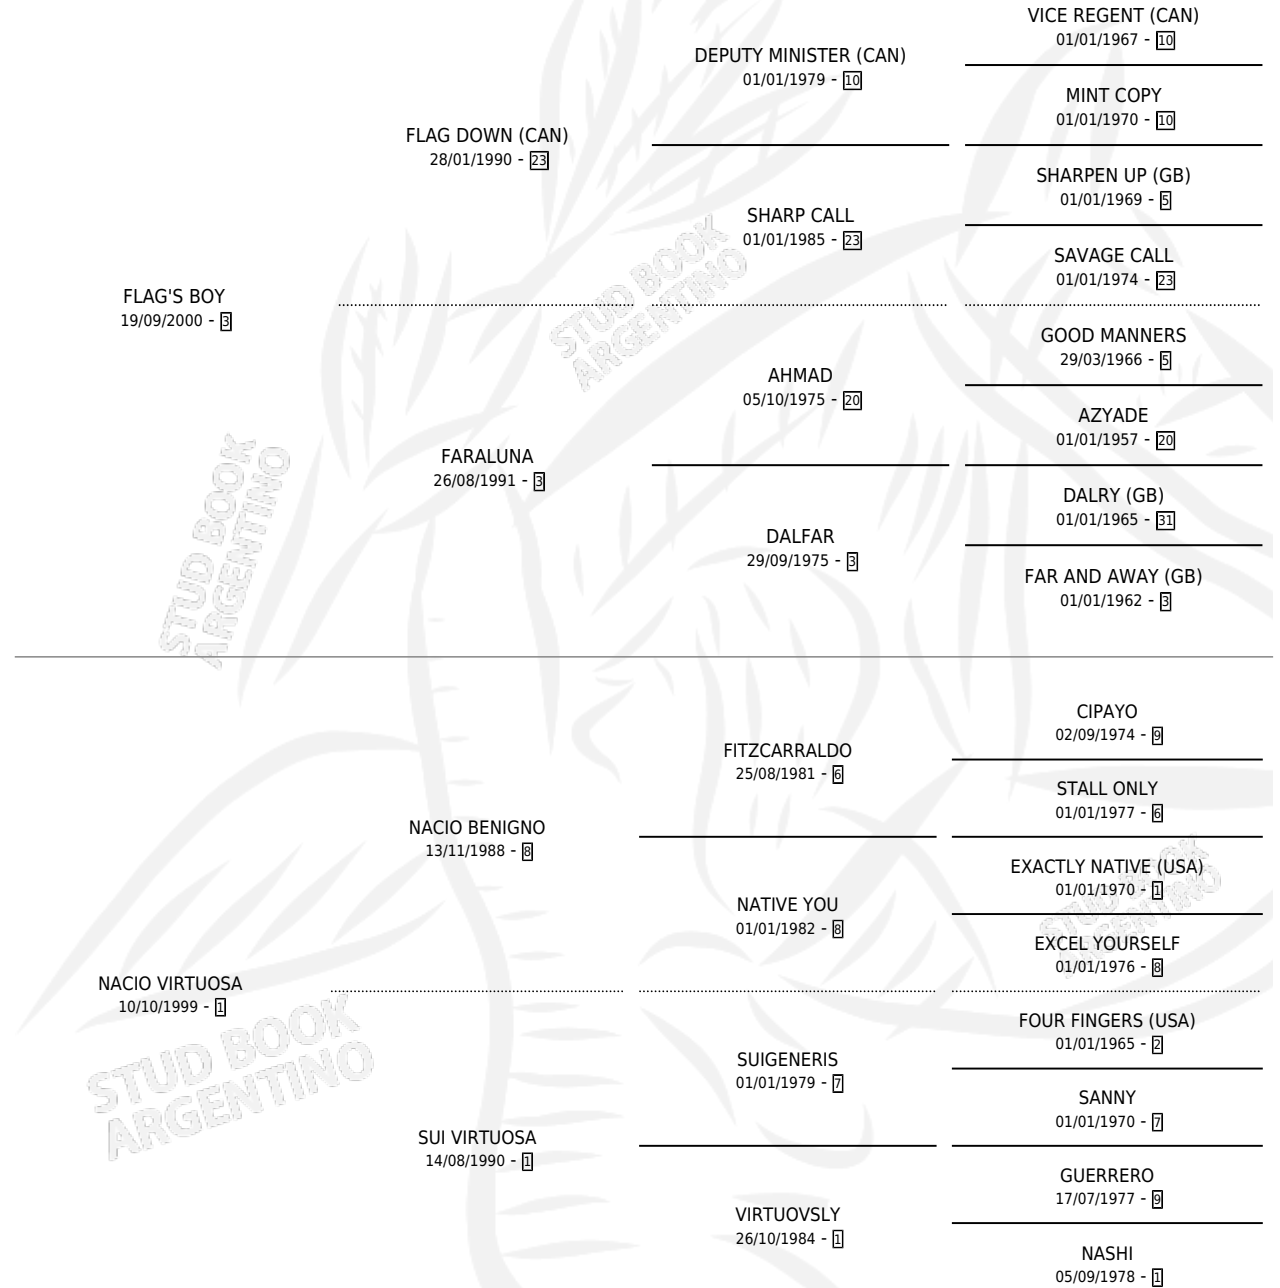 VICE REGENT (CAN)
01/01/1967 - 10
DEPUTY MINISTER (CAN)
01/01/1979 - 10
MINT COPY
01/01/1970 - 10
FLAG DOWN (CAN)
28/01/1990 - 23
SHARPEN UP (GB)
01/01/1969 - 5
SHARP CALL
01/01/1985 - 23
SAVAGE CALL
01/01/1974 - 23
FLAG'S BOY
19/09/2000 - 3
GOOD MANNERS
29/03/1966 - 5
AHMAD
05/10/1975 - 20
AZYADE
01/01/1957 - 20
FARALUNA
26/08/1991 - 3
DALRY (GB)
01/01/1965 - 31
DALFAR
29/09/1975 - 3
FAR AND AWAY (GB)
01/01/1962 - 3
CIPAYO
02/09/1974 - 9
FITZCARRALDO
25/08/1981 - 6
STALL ONLY
01/01/1977 - 6
NACIO BENIGNO
13/11/1988 - 8
EXACTLY NATIVE (USA)
01/01/1970 - 1
NATIVE YOU
01/01/1982 - 8
EXCEL YOURSELF
01/01/1976 - 8
NACIO VIRTUOSA
10/10/1999 - 1
FOUR FINGERS (USA)
01/01/1965 - 2
SUIGENERIS
01/01/1979 - 7
SANNY
01/01/1970 - 7
SUI VIRTUOSA
14/08/1990 - 1
GUERRERO
17/07/1977 - 9
VIRTUOVSLY
26/10/1984 - 1
NASHI
05/09/1978 - 1
STUD BOOK
ARGENTINO
STUD BOOK
ARGENTINO
STUD BOOK
ARGENTINO
STUD BOOK
ARGENTINO